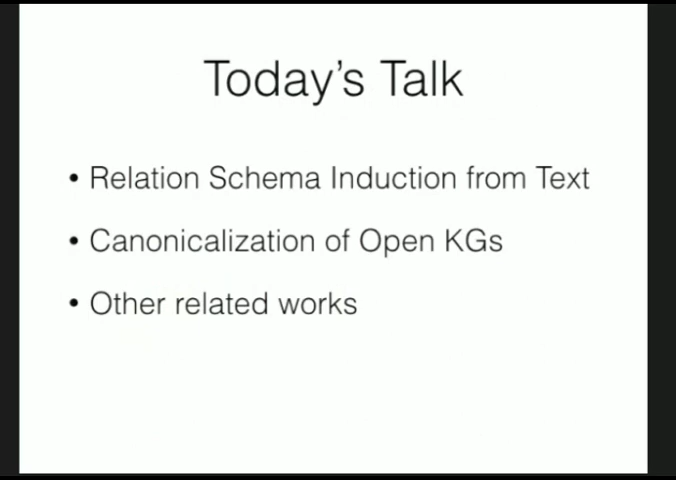 Today's Talk
• Relation Schema Induction from Text
• Canonicalization of Open KGs
• Other related works